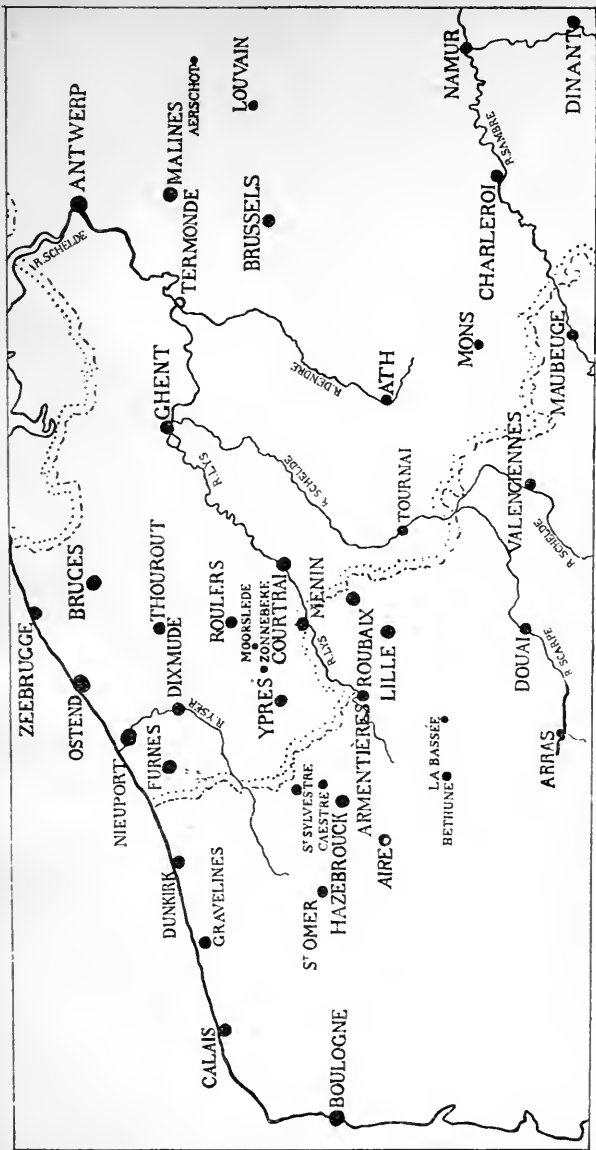 ZEEBRUGGE
BRUGES
OSTEND
NIEUPORT
FURNES
DIXMUDE
THOUROUT
R. YSER
DUNKIRK
GRAVELINES
CALAIS
BOULOGNE
ST OMER
HAZEBROUCK
ST SYLVESTRE
CAESTRE
AIRE
YPRES
ZONNEBEKE
MOORSLEDE
ROULERS
COURTRAI
MENIN
R. LYS
R. LYS
ARMENTIÈRES
ROUBAIX
LILLE
LA BASSÉE
BETHUNE
ARRAS
DOUAI
R. SCARPE
VALENCIENNES
R. SCHELDE
TOURNAI
R. SCHELDE
GHENT
TERMONDE
R. DENDRE
ATH
ANTWERP
R. SCHELDE
MALINES
AERSCHOT
LOUVAIN
BRUSSELS
MONS
MAUBEUGE
CHARLEROI
R. SAMBRE
NAMUR
DINANT